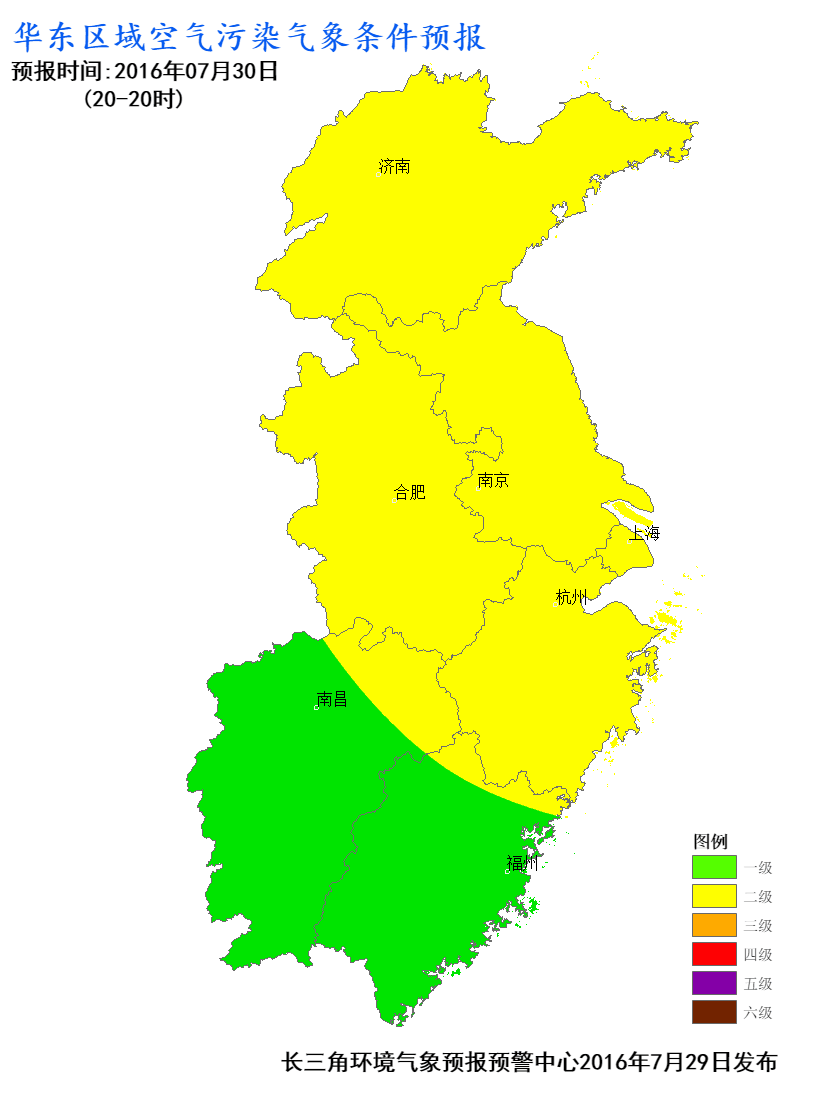 华东区域空气污染气象条件预报
预报时间:2016年07月30日
(20-20时)
济南
南京
合肥
上海
杭州
南昌
福州
图例
一级
二级
三级
四级
五级
六级
长三角环境气象预报预警中心2016年7月29日发布